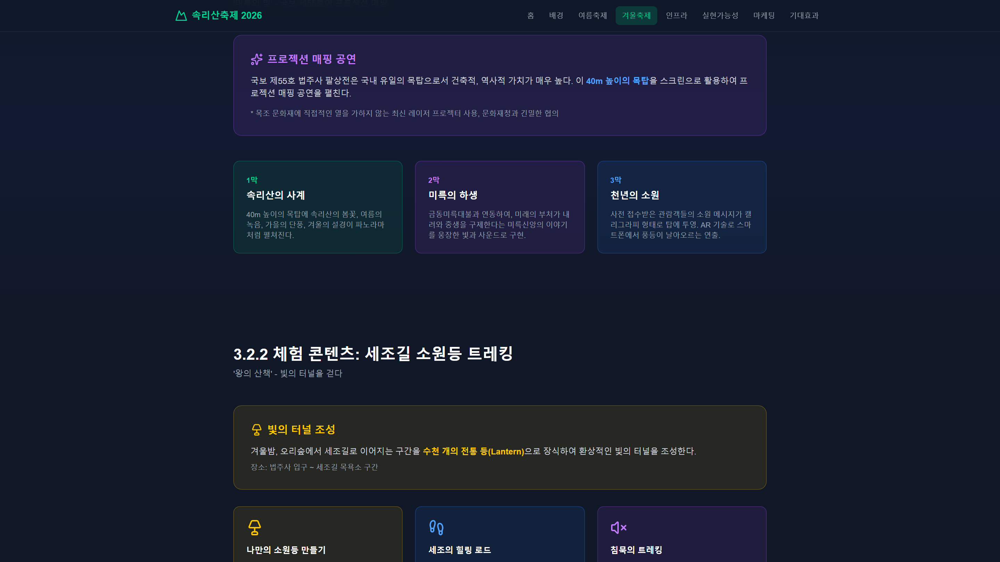 속리산축제 2026
홈
배경
여름축제
겨울축제
인프라
실현가능성
마케팅
기대효과
프로젝션 매핑 공연
국보 제55호 법주사 팔상전은 국내 유일의 목탑으로서 건축적, 역사적 가치가 매우 높다. 이 40m 높이의 목탑을 스크린으로 활용하여 프
로젝션 매핑 공연을 펼친다.
* 목조 문화재에 직접적인 열을 가하지 않는 최신 레이저 프로젝터 사용, 문화재청과 긴밀한 협의
1막
속리산의 사계
40m 높이의 목탑에 속리산의 봄꽃, 여름의
녹음, 가을의 단풍, 겨울의 설경이 파노라마
처럼 펼쳐진다.
2막
미륵의 하생
금동미륵대불과 연동하여, 미래의 부처가 내
려와 중생을 구제한다는 미륵신앙의 이야기
를 웅장한 빛과 사운드로 구현.
3막
천년의 소원
사전 접수받은 관람객들의 소원 메시지가 캘
리그라피 형태로 탑에 투영. AR 기술로 스마
트폰에서 풍등이 날아오르는 연출.
3.2.2 체험 콘텐츠: 세조길 소원등 트레킹
'왕의 산책' - 빛의 터널을 걷다
빛의 터널 조성
겨울밤, 오리숲에서 세조길로 이어지는 구간을 수천 개의 전통 등(Lantern)으로 장식하여 환상적인 빛의 터널을 조성한다.
장소: 법주사 입구 ~ 세조길 목욕소 구간
나만의 소원등 만들기
세조의 힐링 로드
침묵의 트레킹